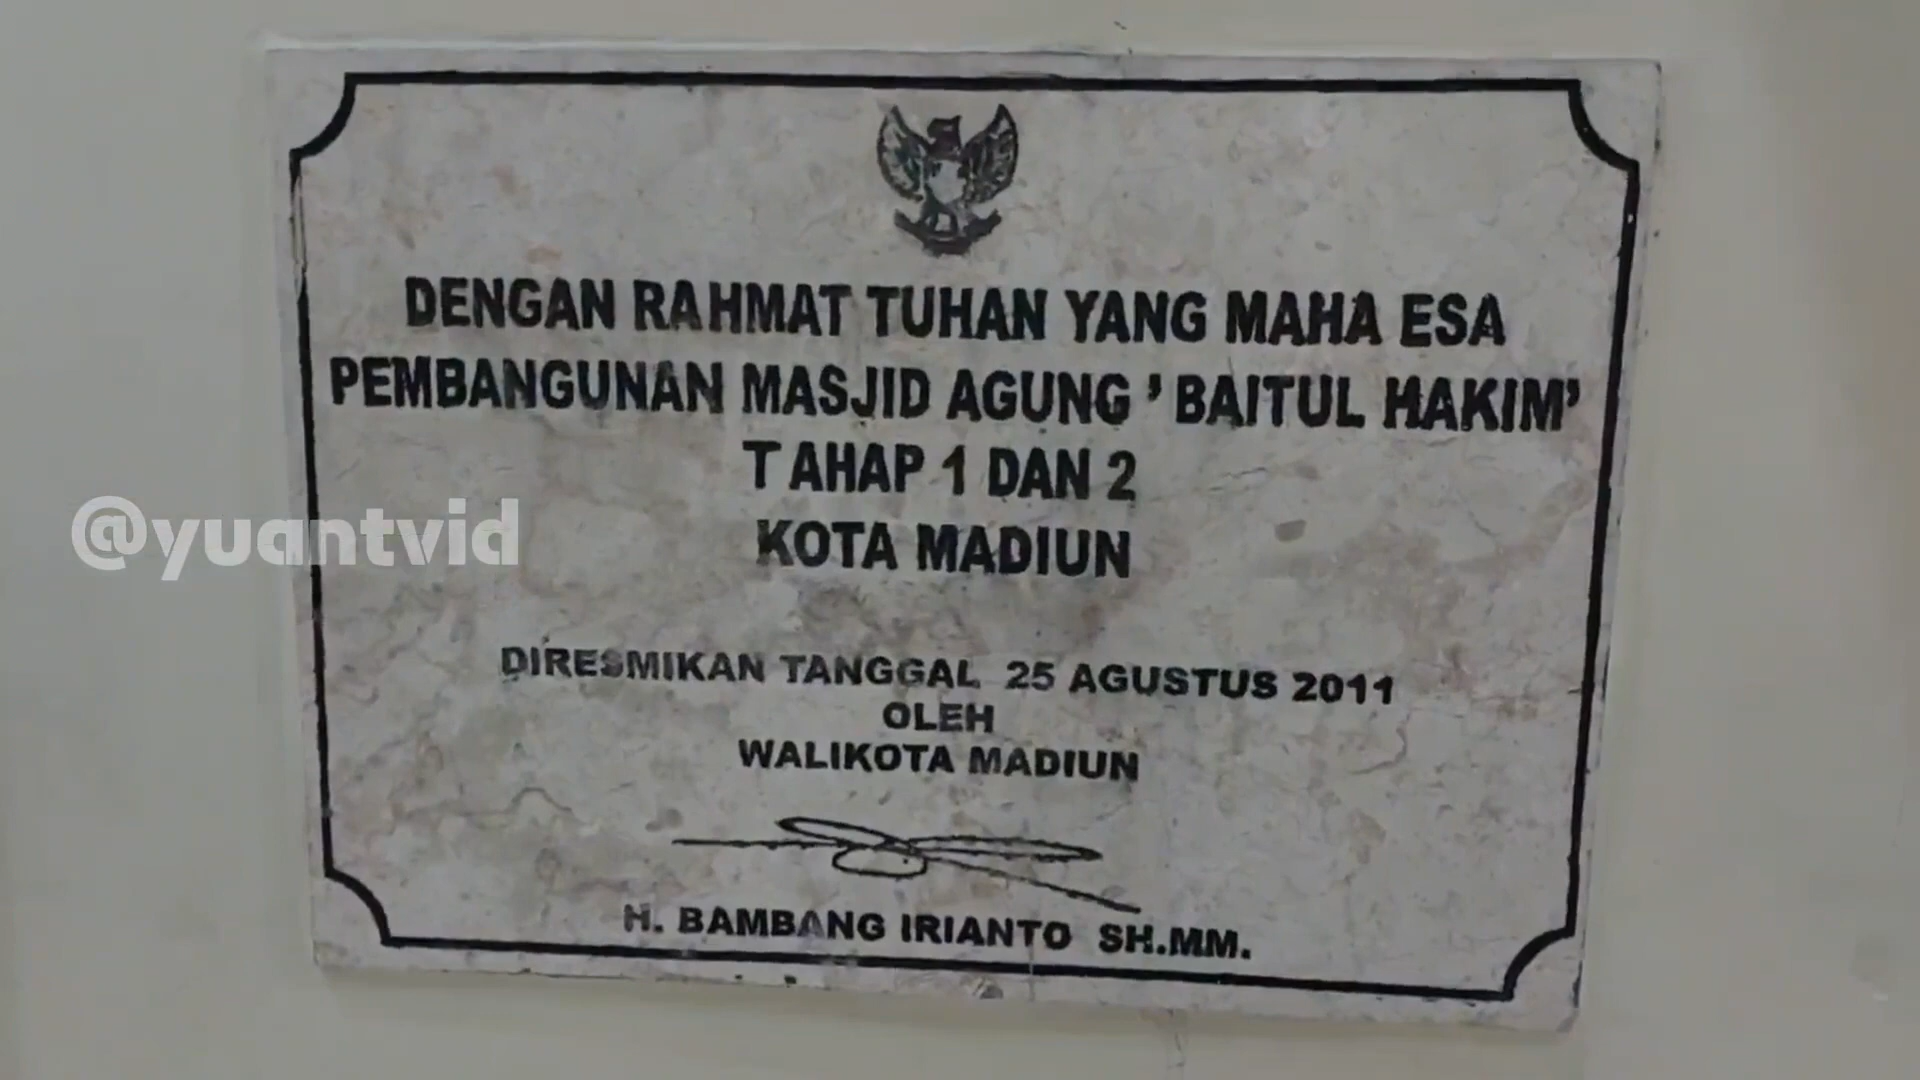 DENGAN RAHMAT TUHAN YANG MAHA ESA
PEMBANGUNAN MASJID AGUNG 'BAITUL HAKIM'
TAHAP 1 DAN 2
KOTA MADIUN
@yuantvid
DIRESMIKAN TANGGAL 25 AGUSTUS 2011
OLEH
WALIKOTA MADIUN
H. BAMBANG IRIANTO SH.MM.